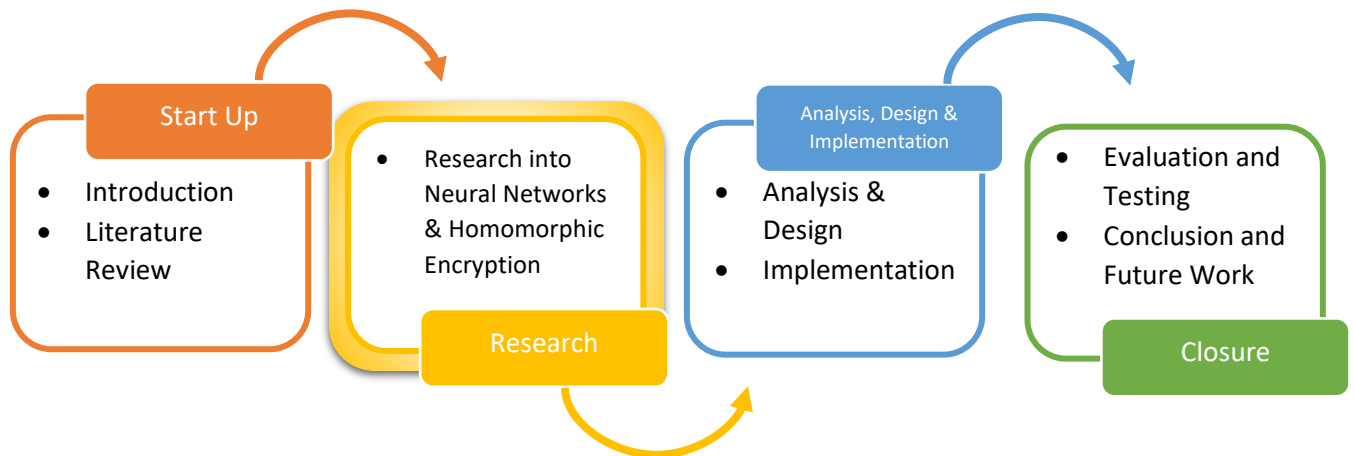 Start Up
• Introduction
• Literature
Review
• Research into
Neural Networks
& Homomorphic
Encryption
Research
Analysis, Design &
Implementation
• Analysis &
Design
• Implementation
• Evaluation and
Testing
• Conclusion and
Future Work
Closure